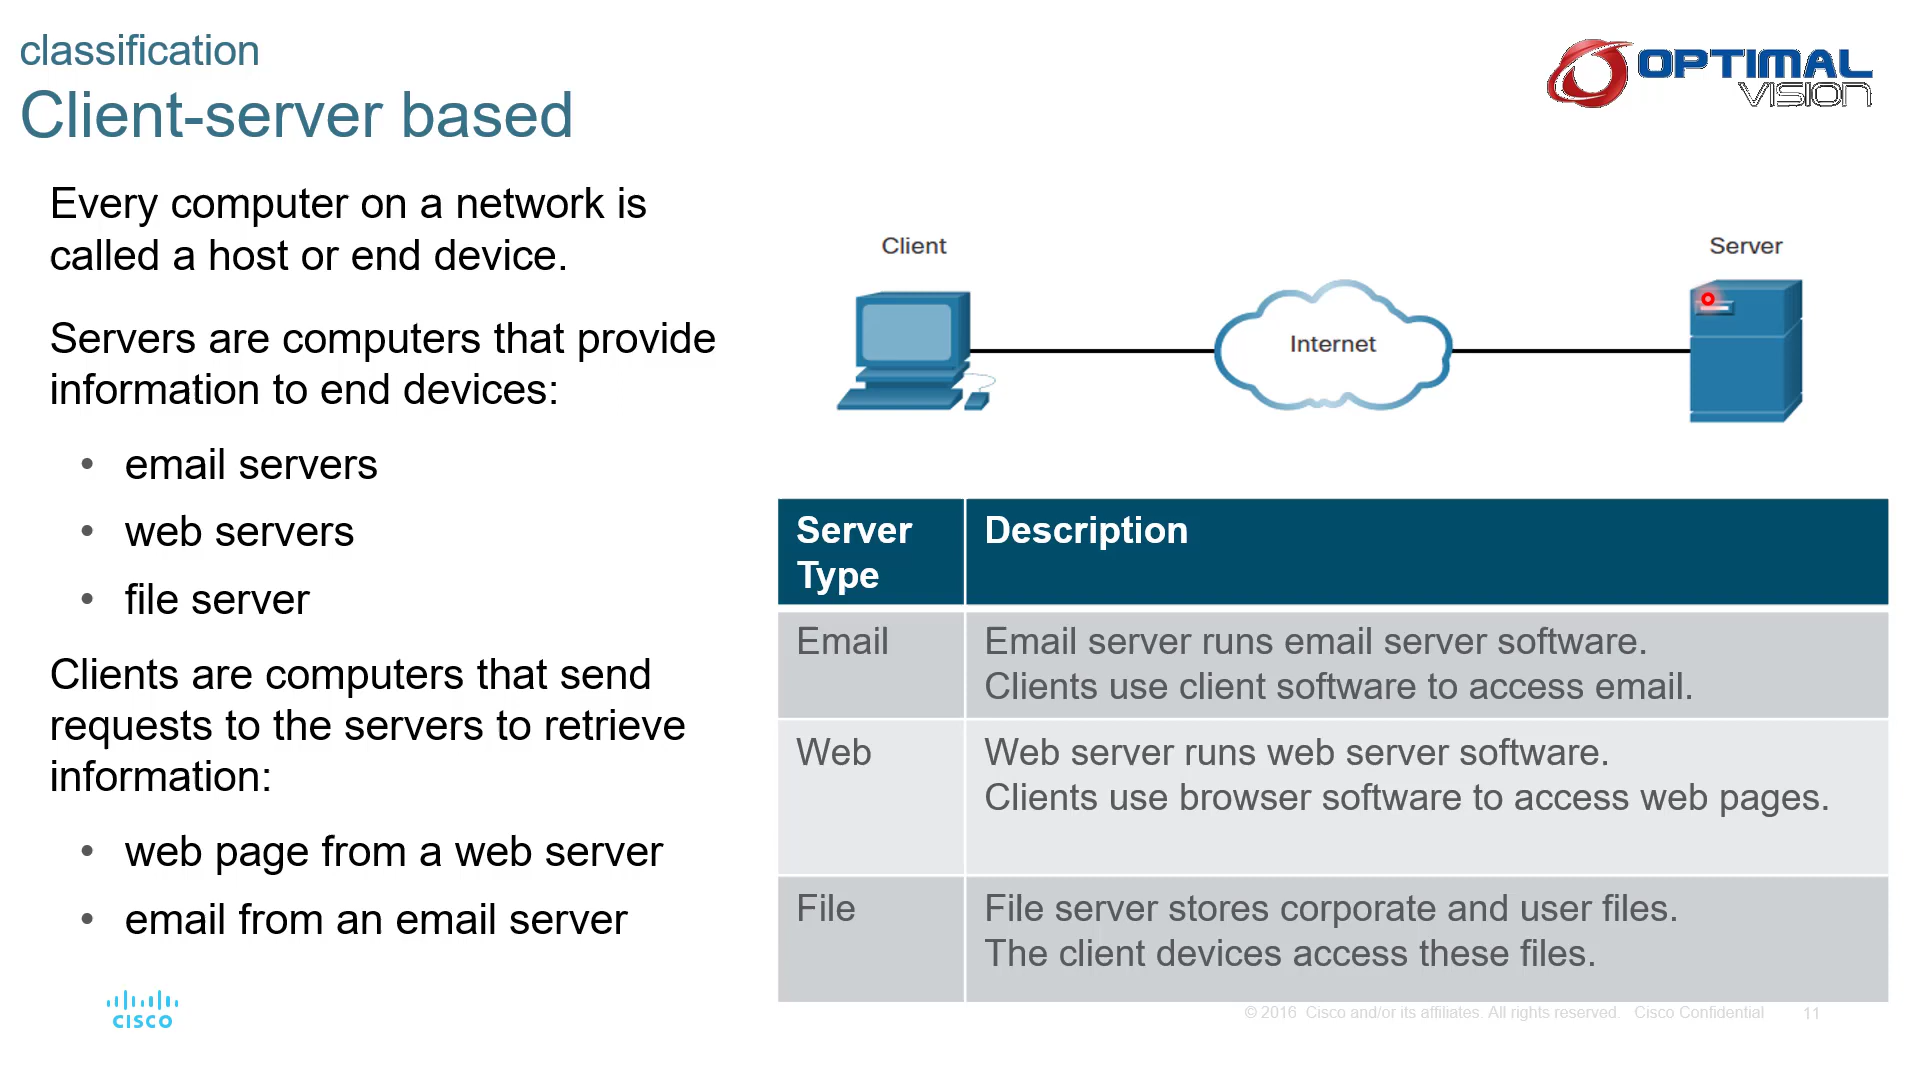 classification
Client-server based
OPTIMAL
VISION
Every computer on a network is
called a host or end device.
Servers are computers that provide
information to end devices:
• email servers
• web servers
• file server
Clients are computers that send
requests to the servers to retrieve
information:
• web page from a web server
• email from an email server
Client
Internet
Server
Server Type
Description
Email
Email server runs email server software.
Clients use client software to access email.
Web
Web server runs web server software.
Clients use browser software to access web pages.
File
File server stores corporate and user files.
The client devices access these files.
CISCO
© 2016 Cisco and/or its affiliates. All rights reserved. Cisco Confidential
11